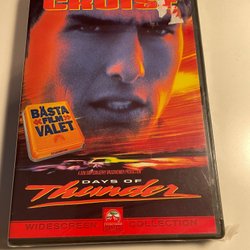 CRUISE
BÄSTA
FILM
VALET
DAYS OF
Thunder
WIDESCREEN COLLECTION